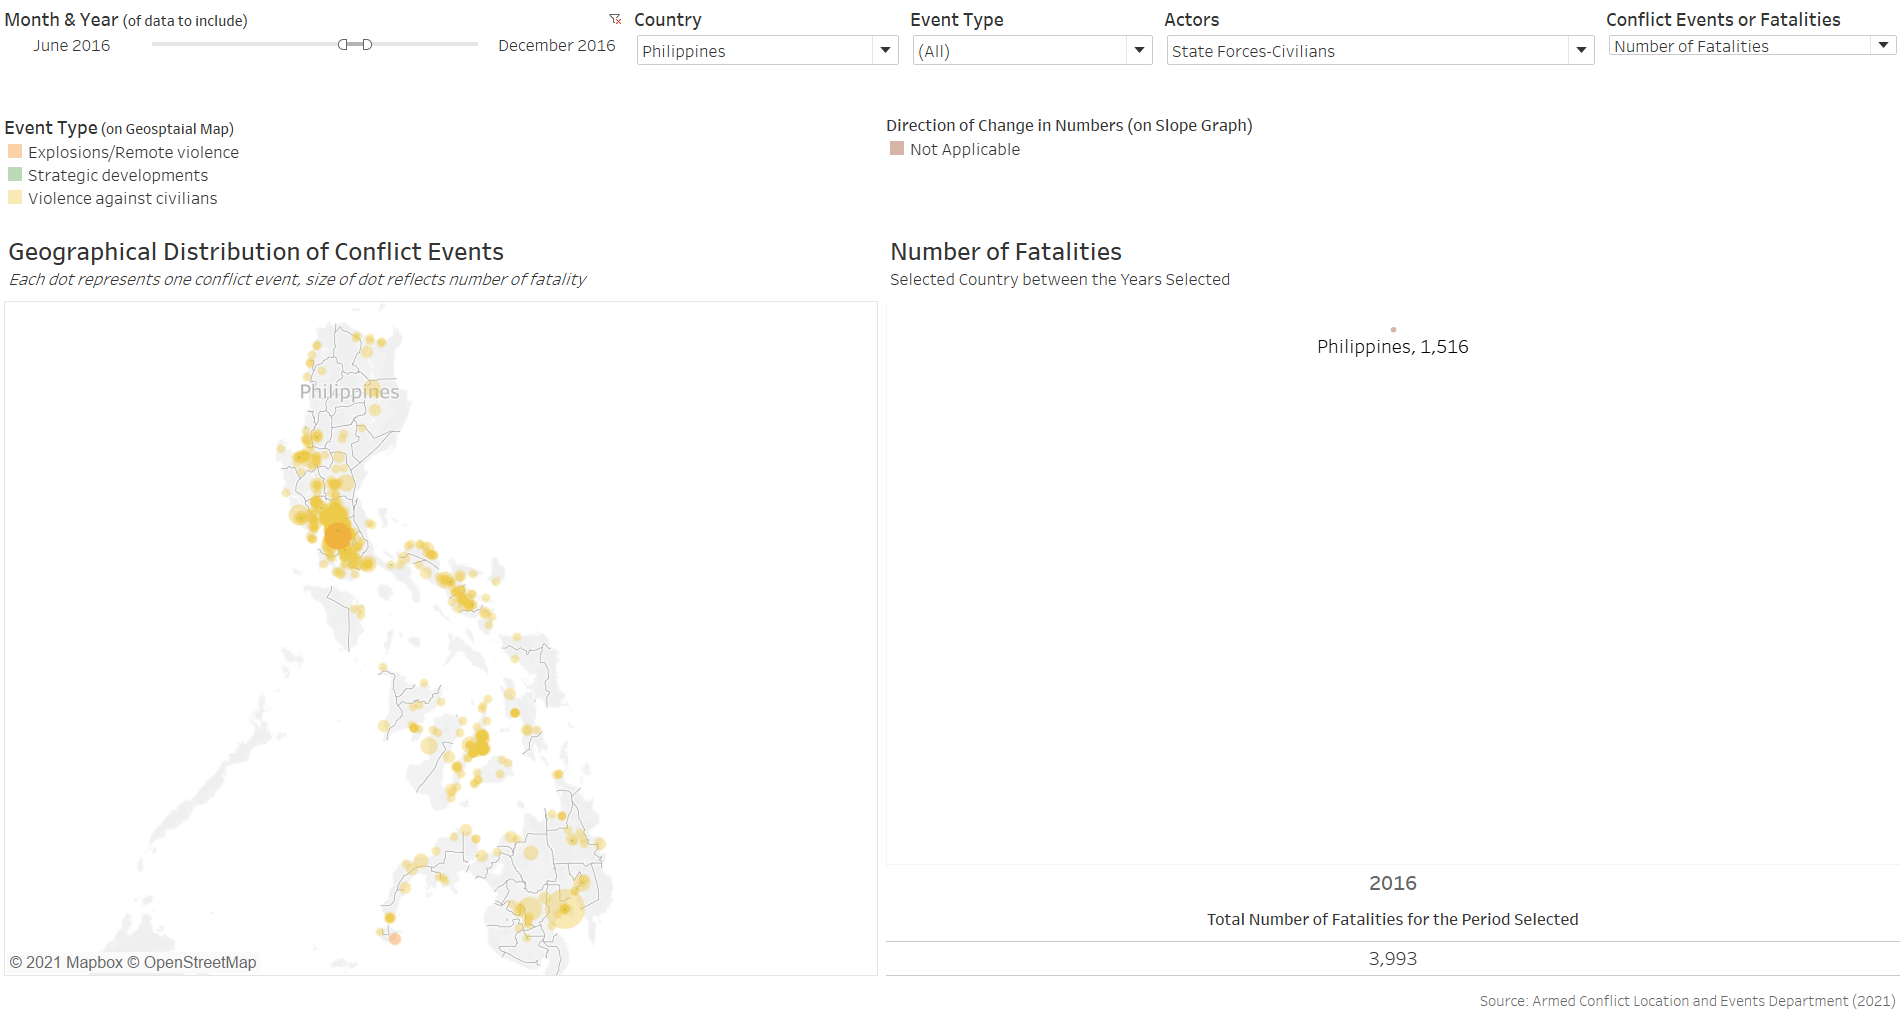 Month & Year (of data to include)
June 2016
December 2016
Country
Philippines
Event Type
(All)
Actors
State Forces-Civilians
Conflict Events or Fatalities
Number of Fatalities
Event Type (on Geosptaial Map)
Explosions/Remote violence
Strategic developments
Violence against civilians
Direction of Change in Numbers (on Slope Graph)
Not Applicable
Geographical Distribution of Conflict Events
Each dot represents one conflict event, size of dot reflects number of fatality
Philippines
© 2021 Mapbox © OpenStreetMap
Number of Fatalities
Selected Country between the Years Selected
Philippines, 1,516
2016
Total Number of Fatalities for the Period Selected
3,993
Source: Armed Conflict Location and Events Department (2021)